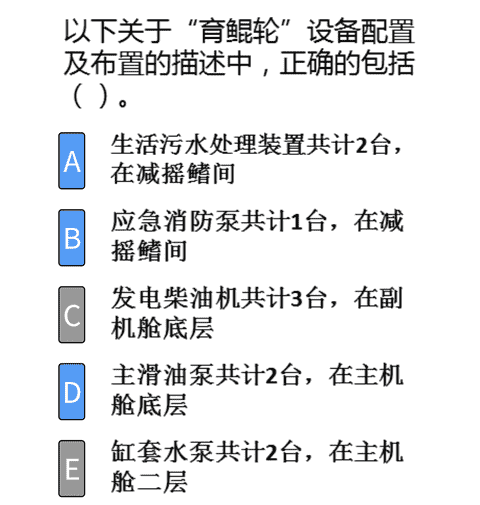 以下关于“育鲲轮”设备配置
及布置的描述中，正确的包括
（ ）。
A 生活污水处理装置共计2台，
在减摇鳍间
B 应急消防泵共计1台，在减
摇鳍间
C 发电柴油机共计3台，在副
机舱底层
D 主滑油泵共计2台，在主机
舱底层
E 缸套水泵共计2台，在主机
舱二层